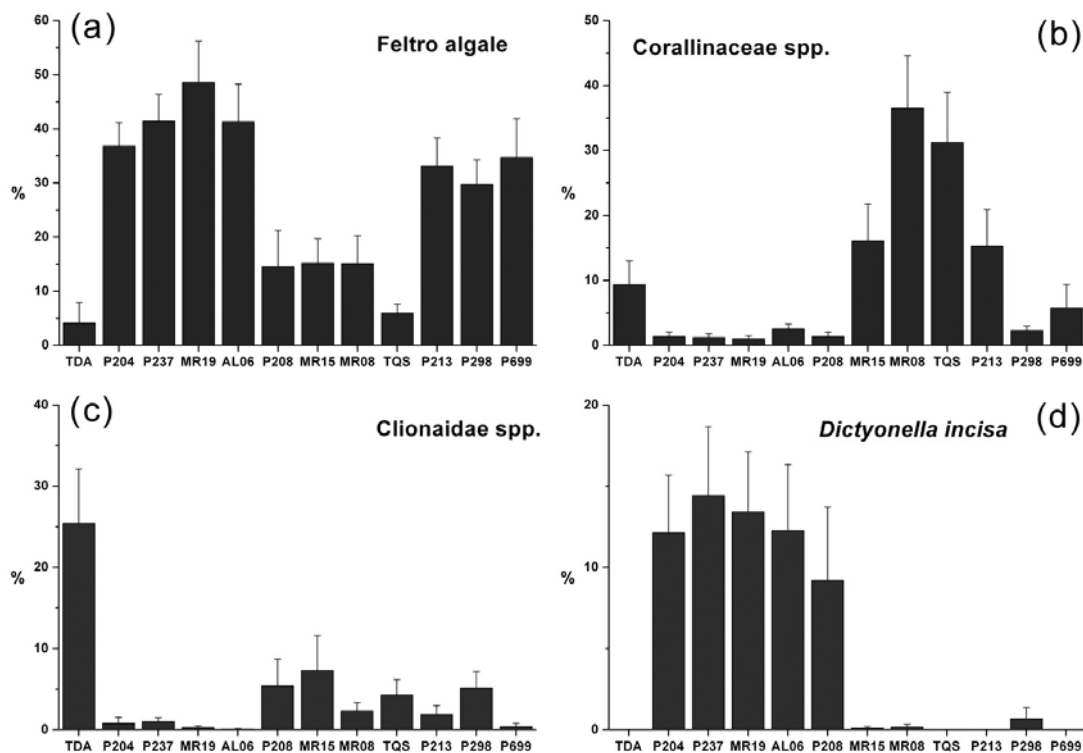 (a)
Feltro algale
60
50
40
30
20
10
0
%
TDA P204 P237 MR19 AL06 P208 MR15 MR08 TQS P213 P298 P699
(b)
Corallinaceae spp.
50
40
30
20
10
0
%
TDA P204 P237 MR19 AL06 P208 MR15 MR08 TQS P213 P298 P699
(c)
Clionaidae spp.
40
30
20
10
0
%
TDA P204 P237 MR19 AL06 P208 MR15 MR08 TQS P213 P298 P699
(d)
Dictyonella incisa
20
10
0
%
TDA P204 P237 MR19 AL06 P208 MR15 MR08 TQS P213 P298 P699